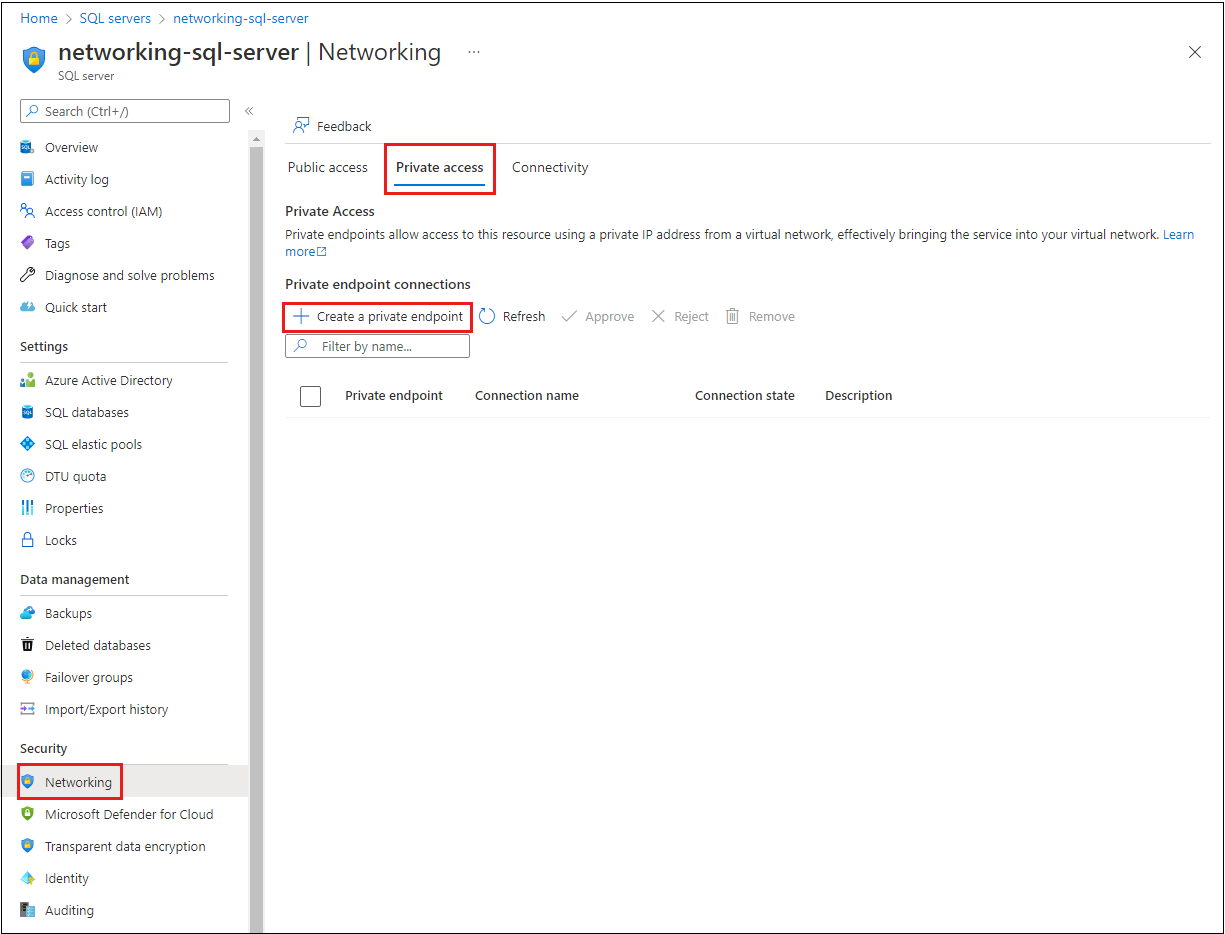 Home > SQL servers > networking-sql-server
networking-sql-server | Networking ...
SQL server
Search (Ctrl+/)
«
Overview
Activity log
Access control (IAM)
Tags
Diagnose and solve problems
Quick start
Settings
Azure Active Directory
SQL databases
SQL elastic pools
DTU quota
Properties
Locks
Data management
Backups
Deleted databases
Failover groups
Import/Export history
Security
Networking
Microsoft Defender for Cloud
Transparent data encryption
Identity
Auditing
Feedback
Public access Private access Connectivity
Private Access
Private endpoints allow access to this resource using a private IP address from a virtual network, effectively bringing the service into your virtual network. Learn
more
Private endpoint connections
Create a private endpoint Refresh Approve Reject Remove
Filter by name...
Private endpoint Connection name Connection state Description